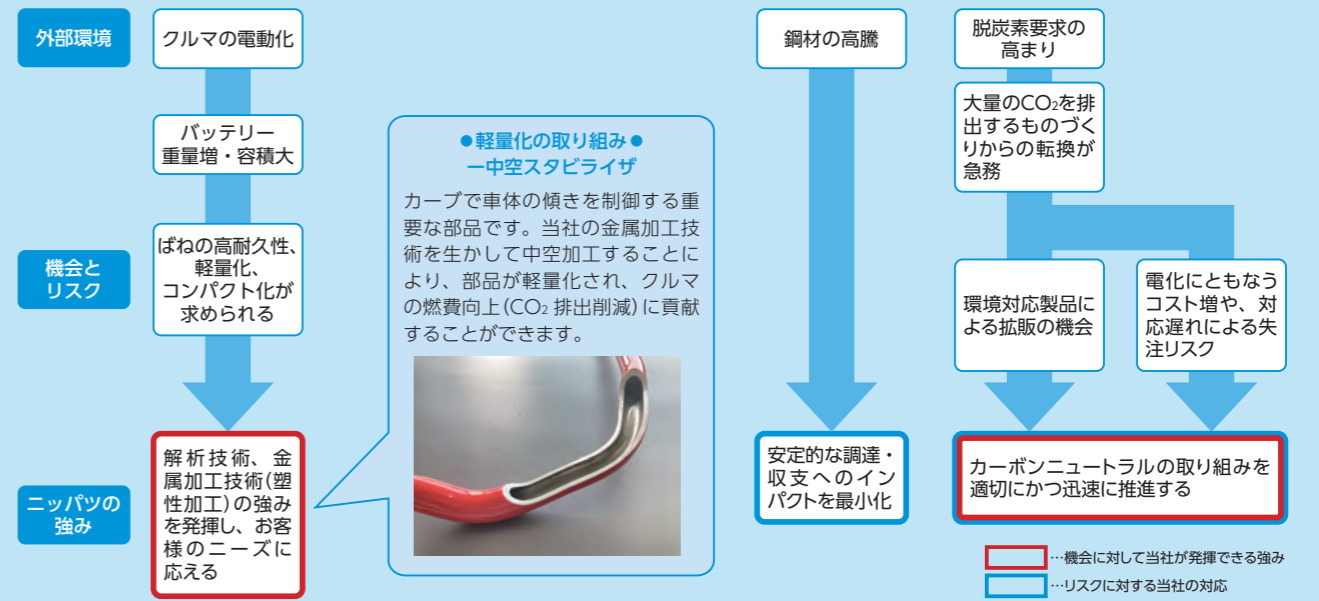 外部環境
クルマの電動化
バッテリー
重量増・容積大
機会と
リスク
ばねの高耐久性、
軽量化、
コンパクト化が
求められる
ニッパツの
強み
解析技術、金
属加工技術(塑
性加工)の強み
を発揮し、お客
様のニーズに
応える
●軽量化の取り組み●
ー中空スタビライザ
カーブで車体の傾きを制御する重
要な部品です。当社の金属加工技
術を生かして中空加工することに
より、部品が軽量化され、クルマ
の燃費向上(CO₂ 排出削減)に貢献
することができます。
鋼材の高騰
安定的な調達・
収支へのイン
パクトを最小化
脱炭素要求の
高まり
大量のCO₂を排
出するものづく
りからの転換が
急務
環境対応製品に
よる拡販の機会
電化にともなう
コスト増や、対
応遅れによる失
注リスク
カーボンニュートラルの取り組みを
適切にかつ迅速に推進する
…機会に対して当社が発揮できる強み
…リスクに対する当社の対応